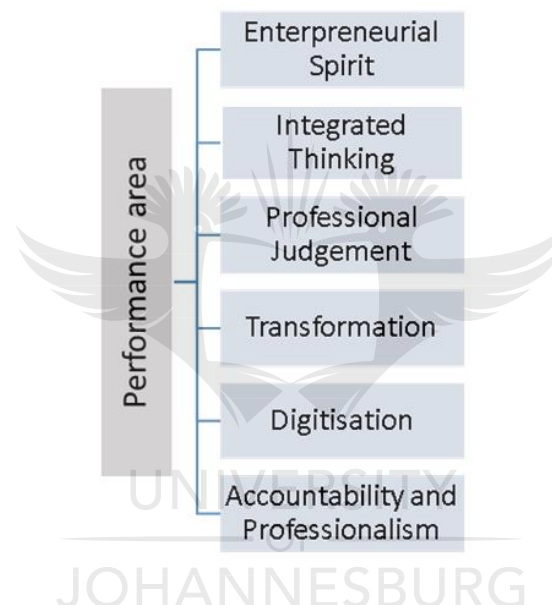 Enterpreneurial
Spirit
Integrated
Thinking
Professional
Judgement
Performance area
Transformation
Digitisation
Accountability and
Professionalism
UNIVERSITY
OF
JOHANNESBURG